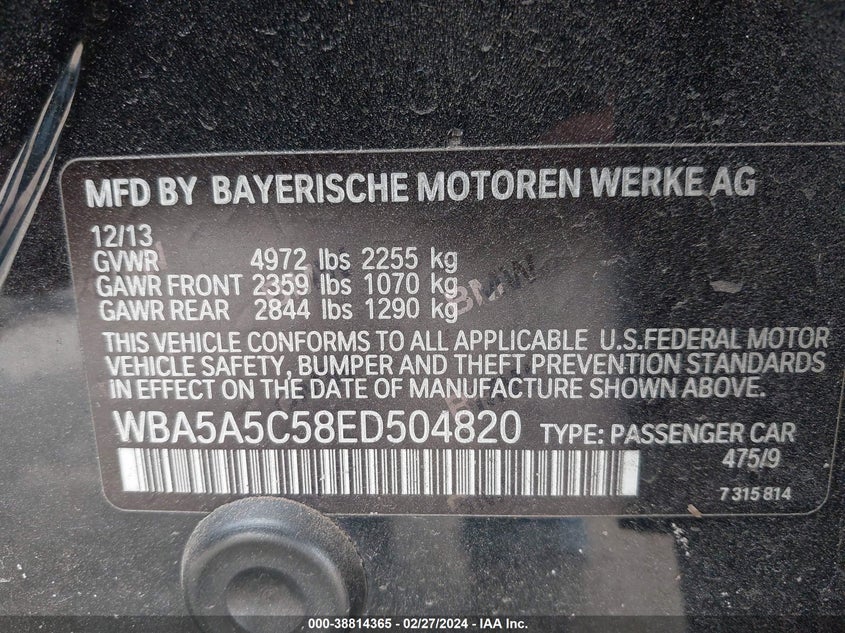 MFD BY BAYERISCHE MOTOREN WERKE AG
12/13
GVWR 4972 lbs 2255 kg
GAWR FRONT 2359 lbs 1070 kg
GAWR REAR 2844 lbs 1290 kg
BMW
THIS VEHICLE CONFORMS TO ALL APPLICABLE U.S.FEDERAL MOTOR
VEHICLE SAFETY, BUMPER AND THEFT PREVENTION STANDARDS
IN EFFECT ON THE DATE OF MANUFACTURE SHOWN ABOVE.
WBA5A5C58ED504820 TYPE: PASSENGER CAR
475/9
7 315 814
000-38814365 - 02/27/2024 - IAA Inc.